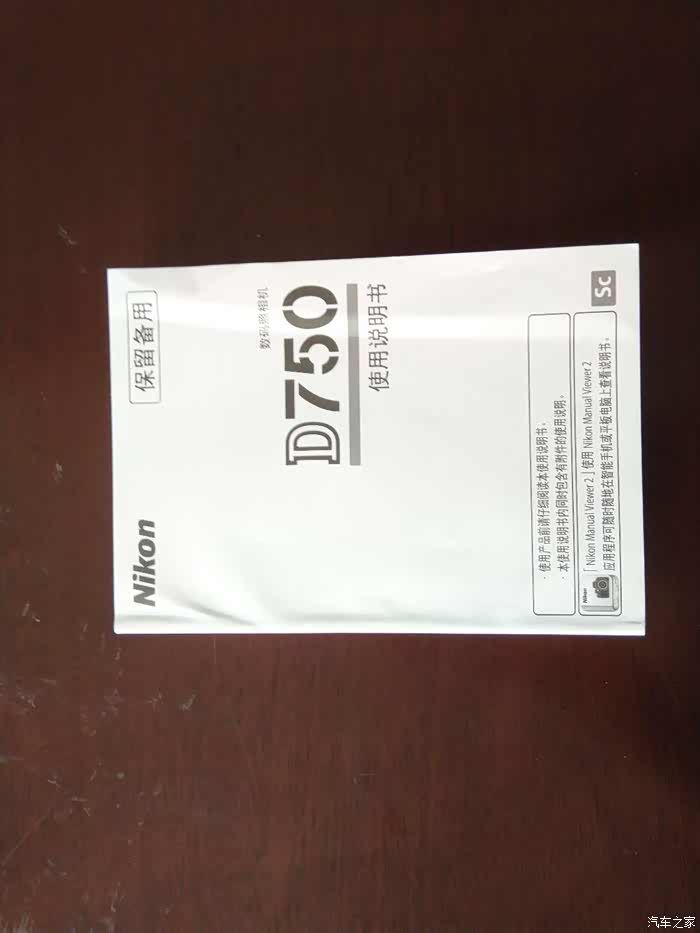 Nikon
保留备用
数码照相机
D750
使用说明书
· 使用产品前请仔细阅读本使用说明书。
· 本使用说明书内同时包含有附件的使用说明。
Nikon
「Nikon Manual Viewer 2」使用 Nikon Manual Viewer 2
应用程序可随时随地在智能手机或平板电脑上查看说明书。
Sc
汽车之家